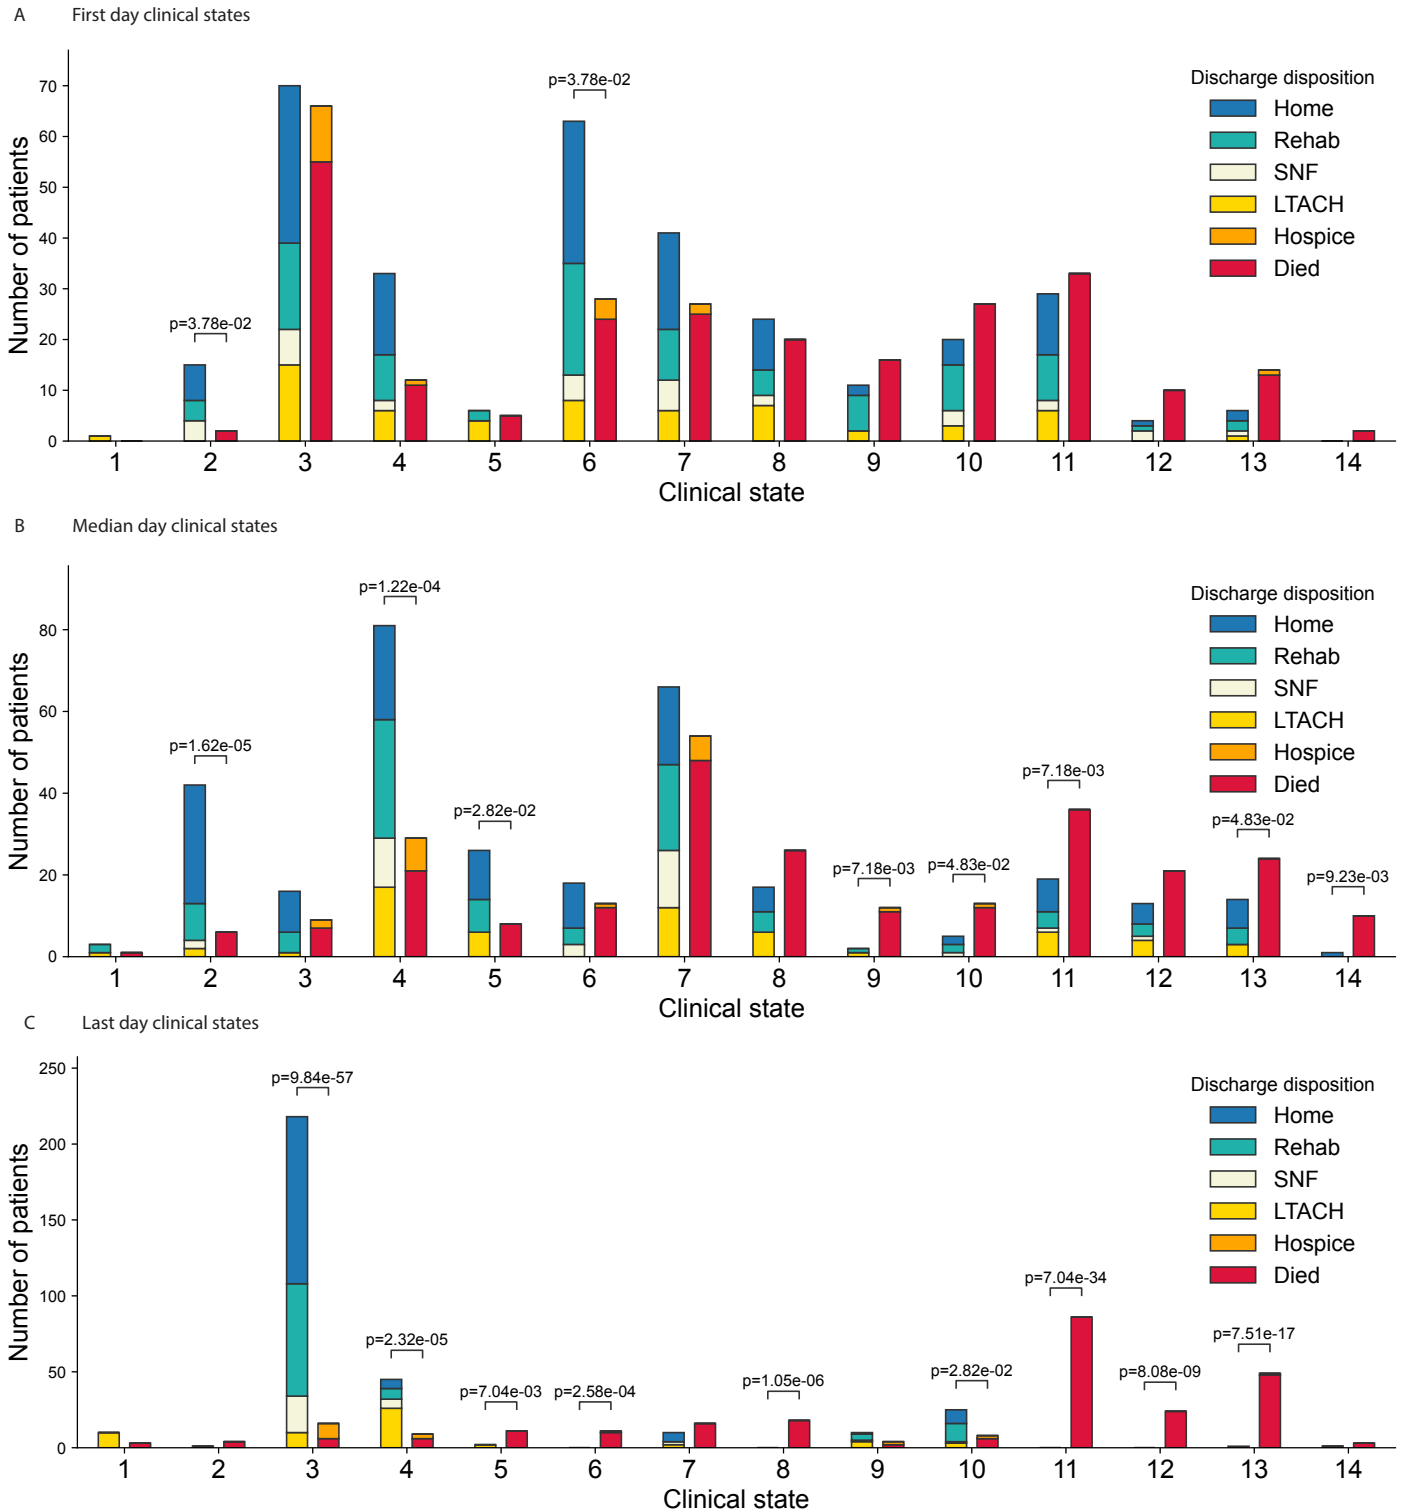 A First day clinical states
p=3.78e-02
p=3.78e-02
Number of patients
70
60
50
40
30
20
10
0
Discharge disposition
Home
Rehab
SNF
LTACH
Hospice
Died
1 2 3 4 5 6 7 8 9 10 11 12 13 14
Clinical state
B Median day clinical states
p=1.22e-04
p=1.62e-05
p=2.82e-02
p=7.18e-03
p=4.83e-02
p=7.18e-03
p=4.83e-02
p=9.23e-03
Number of patients
80
60
40
20
0
Discharge disposition
Home
Rehab
SNF
LTACH
Hospice
Died
1 2 3 4 5 6 7 8 9 10 11 12 13 14
Clinical state
C Last day clinical states
p=9.84e-57
p=2.32e-05
p=7.04e-03
p=2.58e-04
p=1.05e-06
p=2.82e-02
p=7.04e-34
p=8.08e-09
p=7.51e-17
Number of patients
250
200
150
100
50
0
Discharge disposition
Home
Rehab
SNF
LTACH
Hospice
Died
1 2 3 4 5 6 7 8 9 10 11 12 13 14
Clinical state